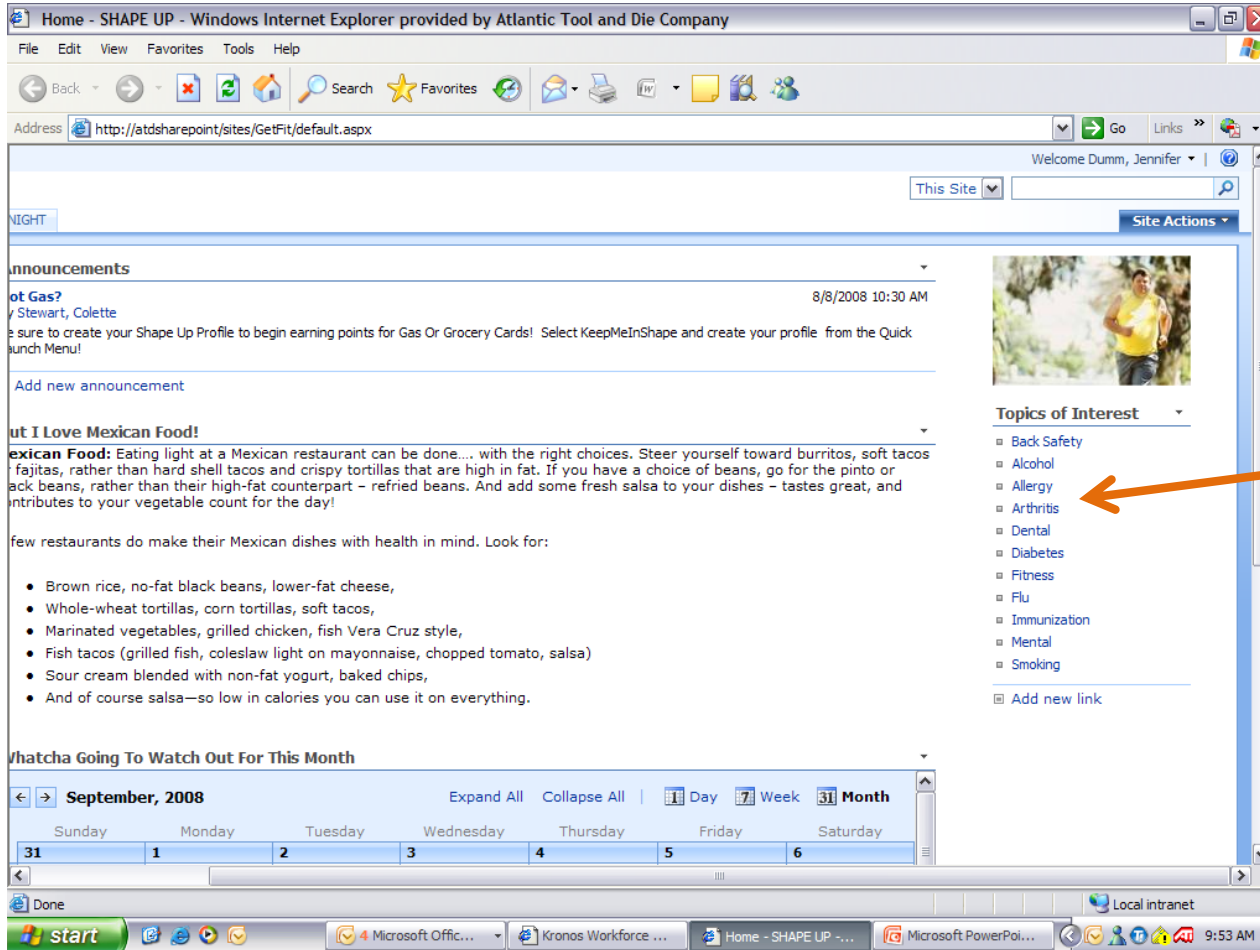 Home - SHAPE UP - Windows Internet Explorer provided by Atlantic Tool and Die Company
File Edit View Favorites Tools Help
Back Search Favorites
Address http://atdsharepoint/sites/GetFit/default.aspx Go Links »
Welcome Dumm, Jennifer
This Site
NIGHT Site Actions
nnouncements
ot Gas? 8/8/2008 10:30 AM
y Stewart, Colette
e sure to create your Shape Up Profile to begin earning points for Gas Or Grocery Cards! Select KeepMeInShape and create your profile from the Quick
aunch Menu!
Add new announcement
ut I Love Mexican Food!
exican Food: Eating light at a Mexican restaurant can be done…. with the right choices. Steer yourself toward burritos, soft tacos
r fajitas, rather than hard shell tacos and crispy tortillas that are high in fat. If you have a choice of beans, go for the pinto or
ack beans, rather than their high-fat counterpart – refried beans. And add some fresh salsa to your dishes – tastes great, and
ontributes to your vegetable count for the day!
few restaurants do make their Mexican dishes with health in mind. Look for:
• Brown rice, no-fat black beans, lower-fat cheese,
• Whole-wheat tortillas, corn tortillas, soft tacos,
• Marinated vegetables, grilled chicken, fish Vera Cruz style,
• Fish tacos (grilled fish, coleslaw light on mayonnaise, chopped tomato, salsa)
• Sour cream blended with non-fat yogurt, baked chips,
• And of course salsa—so low in calories you can use it on everything.
Topics of Interest
Back Safety
Alcohol
Allergy
Arthritis
Dental
Diabetes
Fitness
Flu
Immunization
Mental
Smoking
Add new link
Whatcha Going To Watch Out For This Month
September, 2008 Expand All Collapse All | 1 Day 7 Week 31 Month
Sunday Monday Tuesday Wednesday Thursday Friday Saturday
31 1 2 3 4 5 6
Done Local intranet
start 4 Microsoft Offic... Kronos Workforce ... Home - SHAPE UP -... Microsoft PowerPoi... 9:53 AM